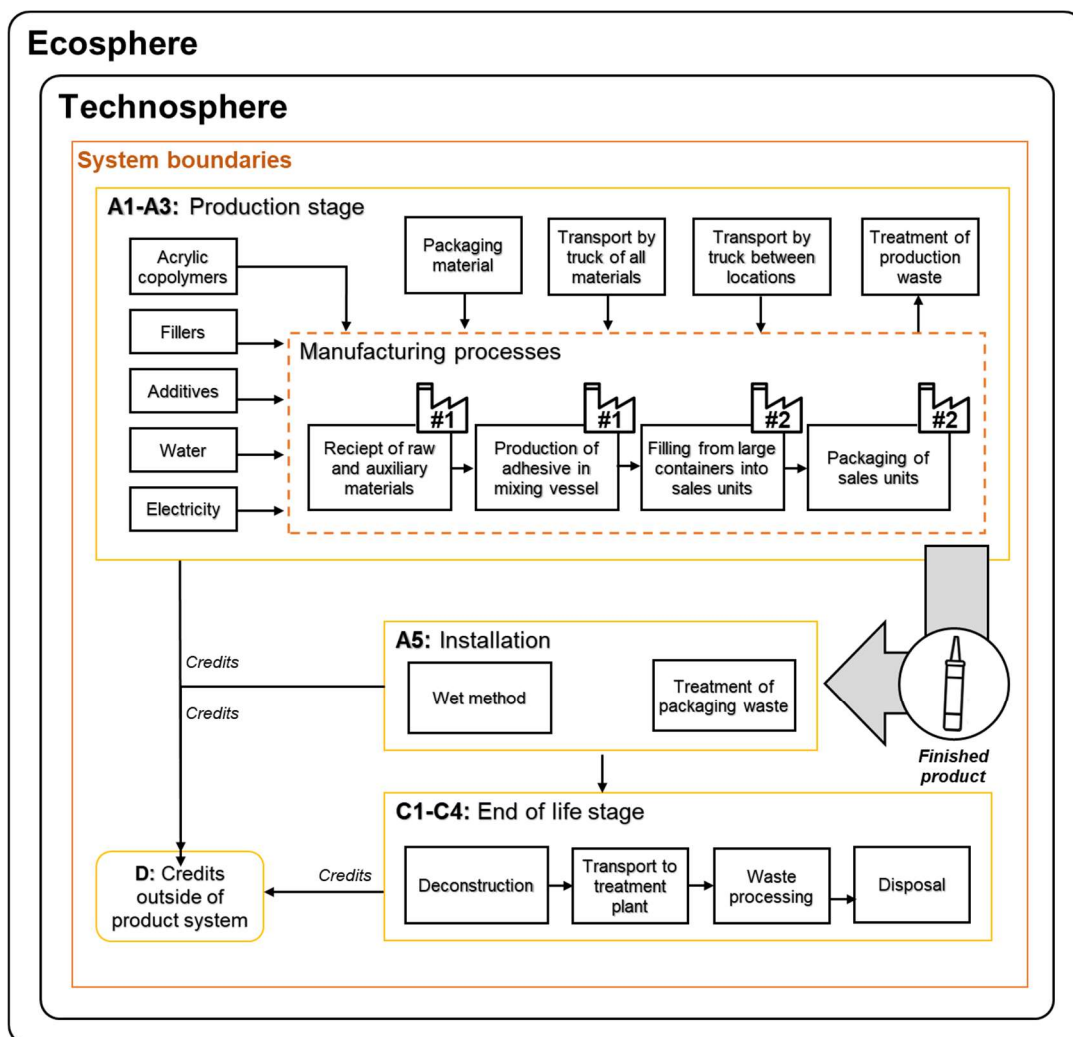 Ecosphere
Technosphere
System boundaries
A1-A3: Production stage
Acrylic
copolymers
Packaging
material
Transport by
truck of all
materials
Transport by
truck between
locations
Treatment of
production
waste
Fillers
Additives
Water
Electricity
Manufacturing processes
#1
#1
#2
#2
Reciept of raw
and auxiliary
materials
Production of
adhesive in
mixing vessel
Filling from large
containers into
sales units
Packaging of
sales units
A5: Installation
Credits
Credits
Wet method
Treatment of
packaging waste
Finished
product
C1-C4: End of life stage
D: Credits
outside of
product system
Credits
Deconstruction
Transport to
treatment
plant
Waste
processing
Disposal